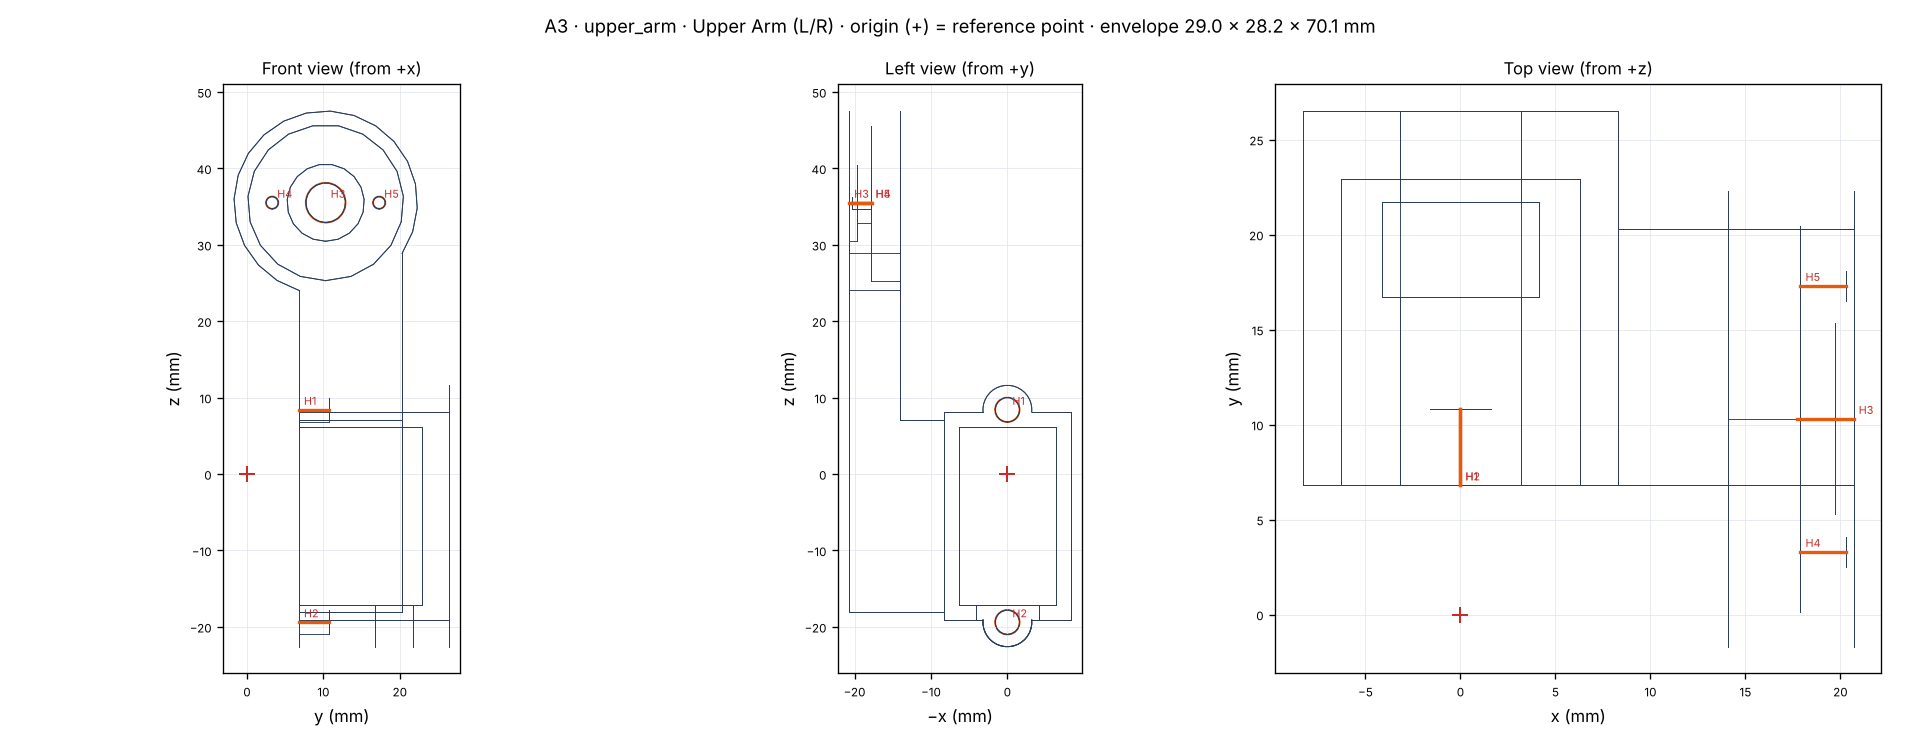 A3 · upper_arm · Upper Arm (L/R) · origin (+) = reference point · envelope 29.0 × 28.2 × 70.1 mm
Front view (from +x)
50
40
30
20
10
0
−10
−20
0
10
20
z (mm)
y (mm)
H4
H3
H5
H1
H2
Left view (from +y)
50
40
30
20
10
0
−10
−20
−20
−10
0
z (mm)
−x (mm)
H3
H1
H2
Top view (from +z)
25
20
15
10
5
0
−5
0
5
10
15
20
y (mm)
x (mm)
H5
H3
H4